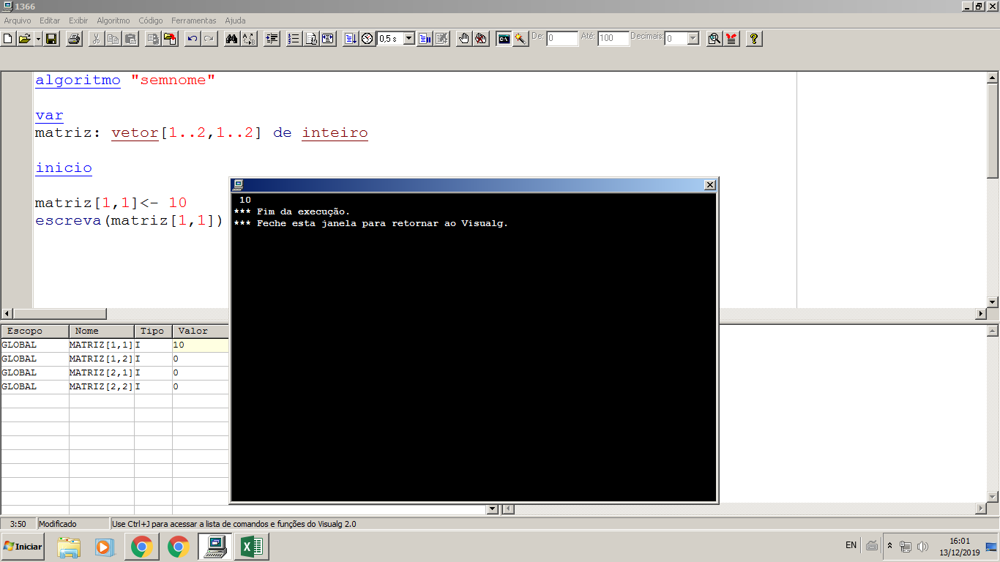 1366
Arquivo Editar Exibir Algoritmo Código Ferramentas Ajuda
0,5 s De: 0 Até: 100 Decimais: 0
algoritmo "semnome"
var
matriz: vetor[1..2,1..2] de inteiro
inicio
matriz[1,1]<- 10
escreva(matriz[1,1])
10
*** Fim da execução.
*** Feche esta janela para retornar ao Visualg.
Escopo Nome Tipo Valor
GLOBAL MATRIZ[1,1] I 10
GLOBAL MATRIZ[1,2] I 0
GLOBAL MATRIZ[2,1] I 0
GLOBAL MATRIZ[2,2] I 0
3:50 Modificado Use Ctrl+J para acessar a lista de comandos e funções do Visualg 2.0
Iniciar EN 16:01
13/12/2019